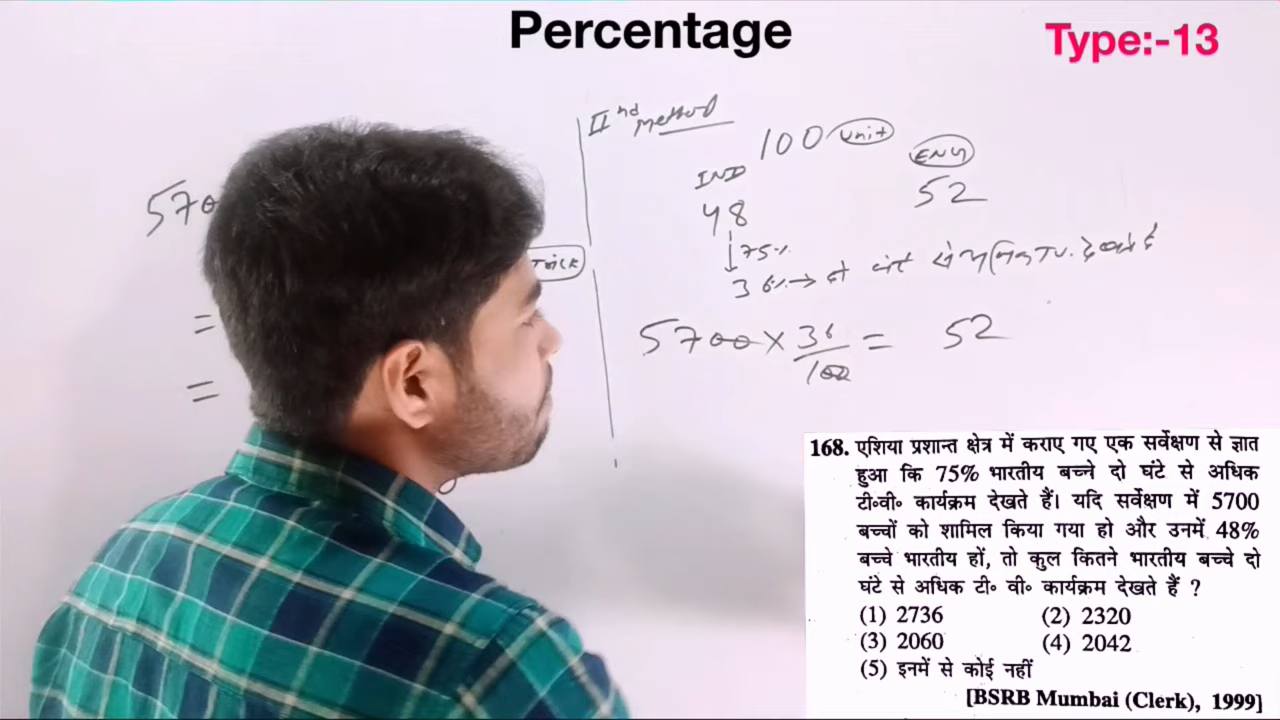 Percentage
Type:-13
IInd method
100 unit
IND
ENG
48
52
75%
36%→ दो घंटे से अधिक T.V. देखते हैं
570
Trick
=
=
5700 × 36/100 = 52
168. एशिया प्रशान्त क्षेत्र में कराए गए एक सर्वेक्षण से ज्ञात
हुआ कि 75% भारतीय बच्चे दो घंटे से अधिक
टी॰वी॰ कार्यक्रम देखते हैं। यदि सर्वेक्षण में 5700
बच्चों को शामिल किया गया हो और उनमें 48%
बच्चे भारतीय हों, तो कुल कितने भारतीय बच्चे दो
घंटे से अधिक टी॰ वी॰ कार्यक्रम देखते हैं ?
(1) 2736 (2) 2320
(3) 2060 (4) 2042
(5) इनमें से कोई नहीं
[BSRB Mumbai (Clerk), 1999]